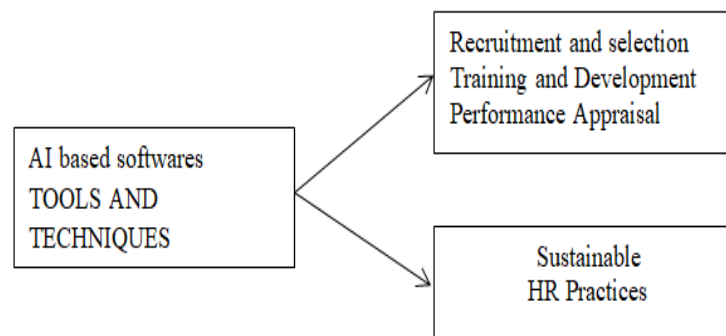 Recruitment and selection
Training and Development
Performance Appraisal
AI based softwares
TOOLS AND
TECHNIQUES
Sustainable
HR Practices